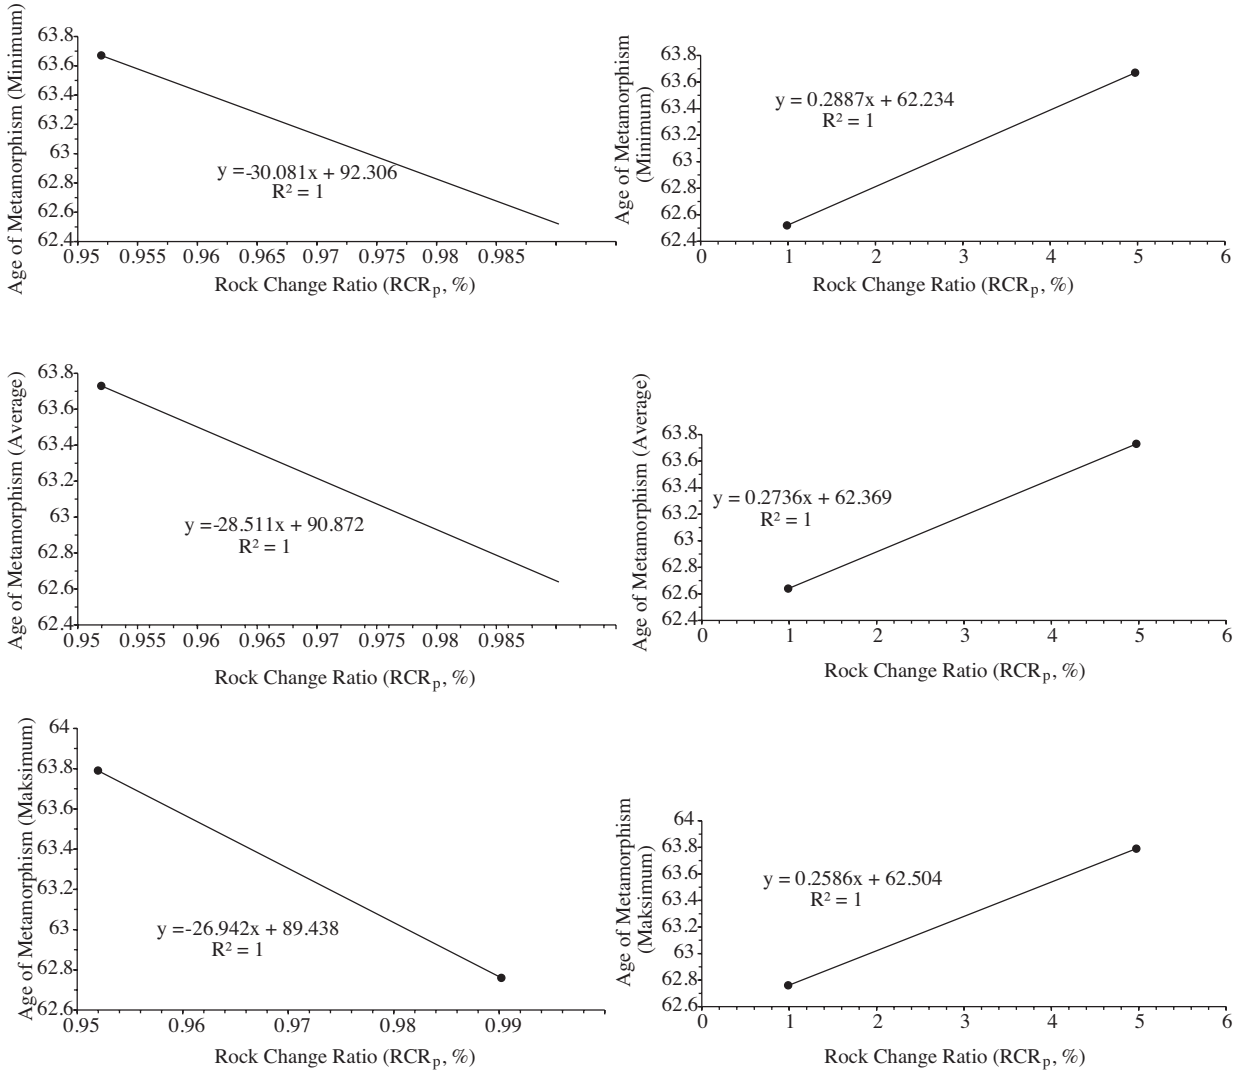 Age of Metamorphism (Minimum)
63.8
63.6
63.4
63.2
63
62.8
62.6
62.4
y =-30.081x + 92.306
R² = 1
0.95 0.955 0.96 0.965 0.97 0.975 0.98 0.985
Rock Change Ratio (RCRp, %)
Age of Metamorphism
(Minimum)
63.8
63.6
63.4
63.2
63
62.8
62.6
62.4
y = 0.2887x + 62.234
R² = 1
0 1 2 3 4 5 6
Rock Change Ratio (RCRp, %)
Age of Metamorphism (Average)
63.8
63.6
63.4
63.2
63
62.8
62.6
62.4
y =-28.511x + 90.872
R² = 1
0.95 0.955 0.96 0.965 0.97 0.975 0.98 0.985
Rock Change Ratio (RCRp, %)
Age of Metamorphism (Average)
63.8
63.6
63.4
63.2
63
62.8
62.6
62.4
y = 0.2736x + 62.369
R² = 1
0 1 2 3 4 5 6
Rock Change Ratio (RCRp, %)
Age of Metamorphism (Maksimum)
64
63.8
63.6
63.4
63.2
63
62.8
62.6
y =-26.942x + 89.438
R² = 1
0.95 0.96 0.97 0.98 0.99
Rock Change Ratio (RCRp, %)
Age of Metamorphism
(Maksimum)
64
63.8
63.6
63.4
63.2
63
62.8
62.6
y = 0.2586x + 62.504
R² = 1
0 1 2 3 4 5 6
Rock Change Ratio (RCRp, %)